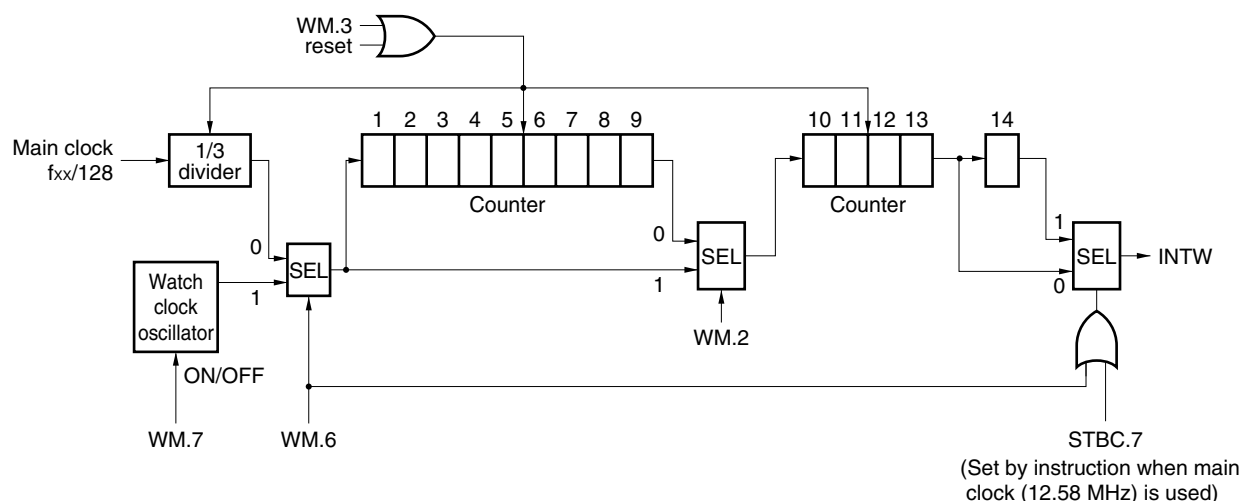 WM.3
reset
1 2 3 4 5 6 7 8 9
10 11 12 13
14
Main clock
fxx/128
1/3
divider
Counter
Counter
0
SEL
1
0
SEL
1
1
SEL
0
INTW
Watch
clock
oscillator
ON/OFF
WM.2
WM.7
WM.6
STBC.7
(Set by instruction when main
clock (12.58 MHz) is used)